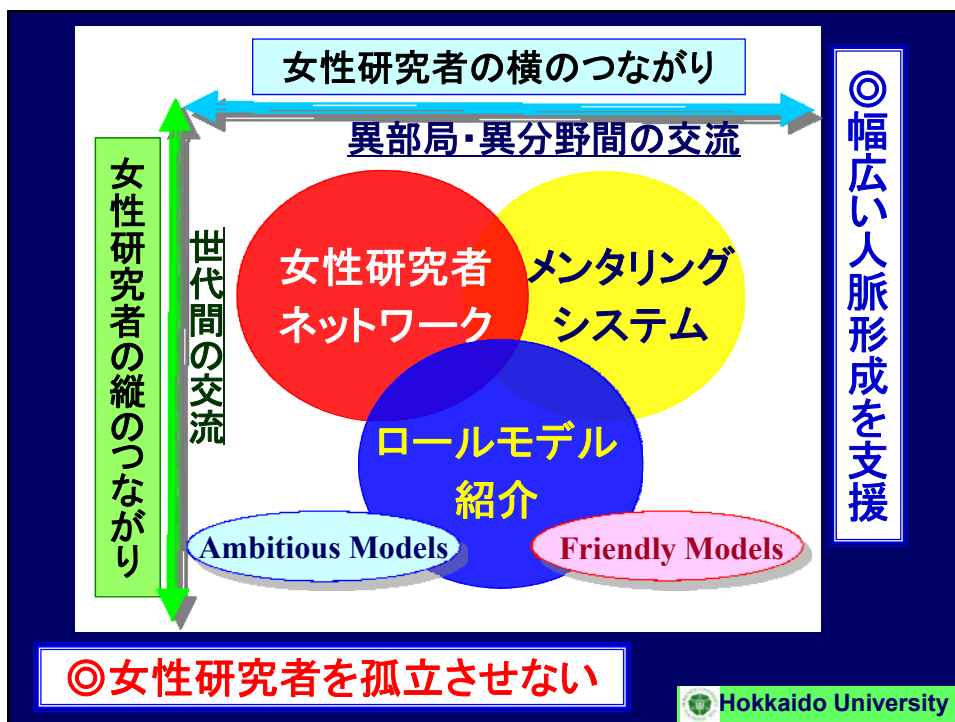 女性研究者の横のつながり
異部局・異分野間の交流
女性研究者の縦のつながり
世代間の交流
女性研究者
ネットワーク
メンタリング
システム
ロールモデル
紹介
Ambitious Models
Friendly Models
◎幅広い人脈形成を支援
◎女性研究者を孤立させない
Hokkaido University